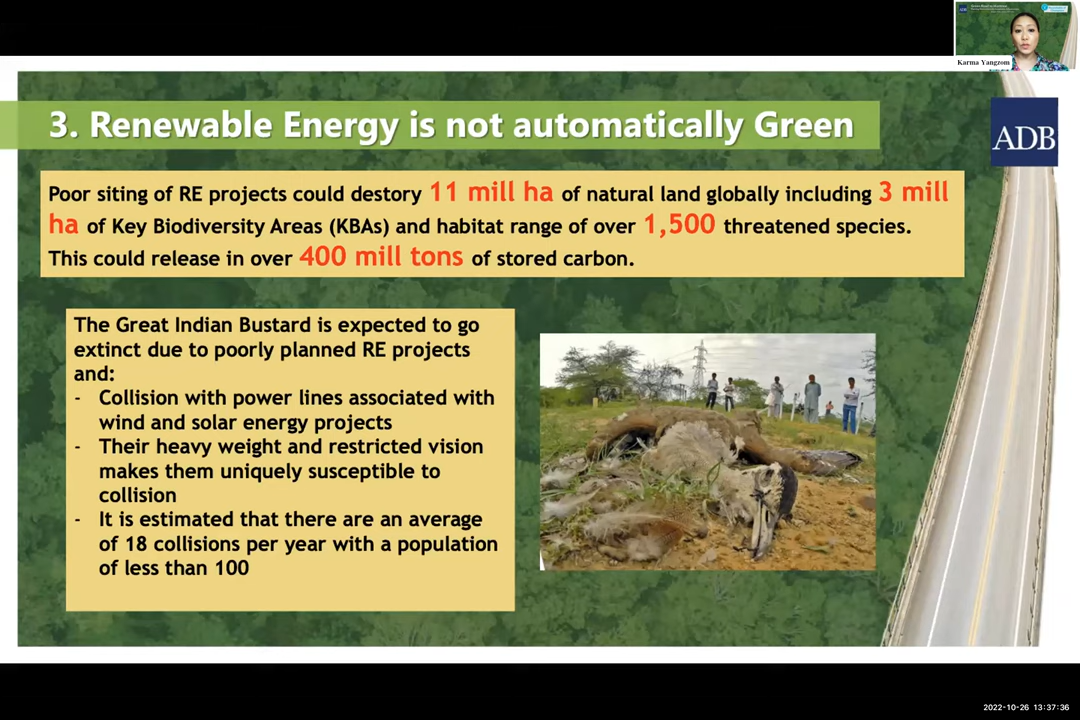 Karma Yangzom
3. Renewable Energy is not automatically Green
ADB
Poor siting of RE projects could destory 11 mill ha of natural land globally including 3 mill
ha of Key Biodiversity Areas (KBAs) and habitat range of over 1,500 threatened species.
This could release in over 400 mill tons of stored carbon.
The Great Indian Bustard is expected to go
extinct due to poorly planned RE projects
and:
- Collision with power lines associated with
wind and solar energy projects
- Their heavy weight and restricted vision
makes them uniquely susceptible to
collision
- It is estimated that there are an average
of 18 collisions per year with a population
of less than 100
2022-10-26 13:37:36